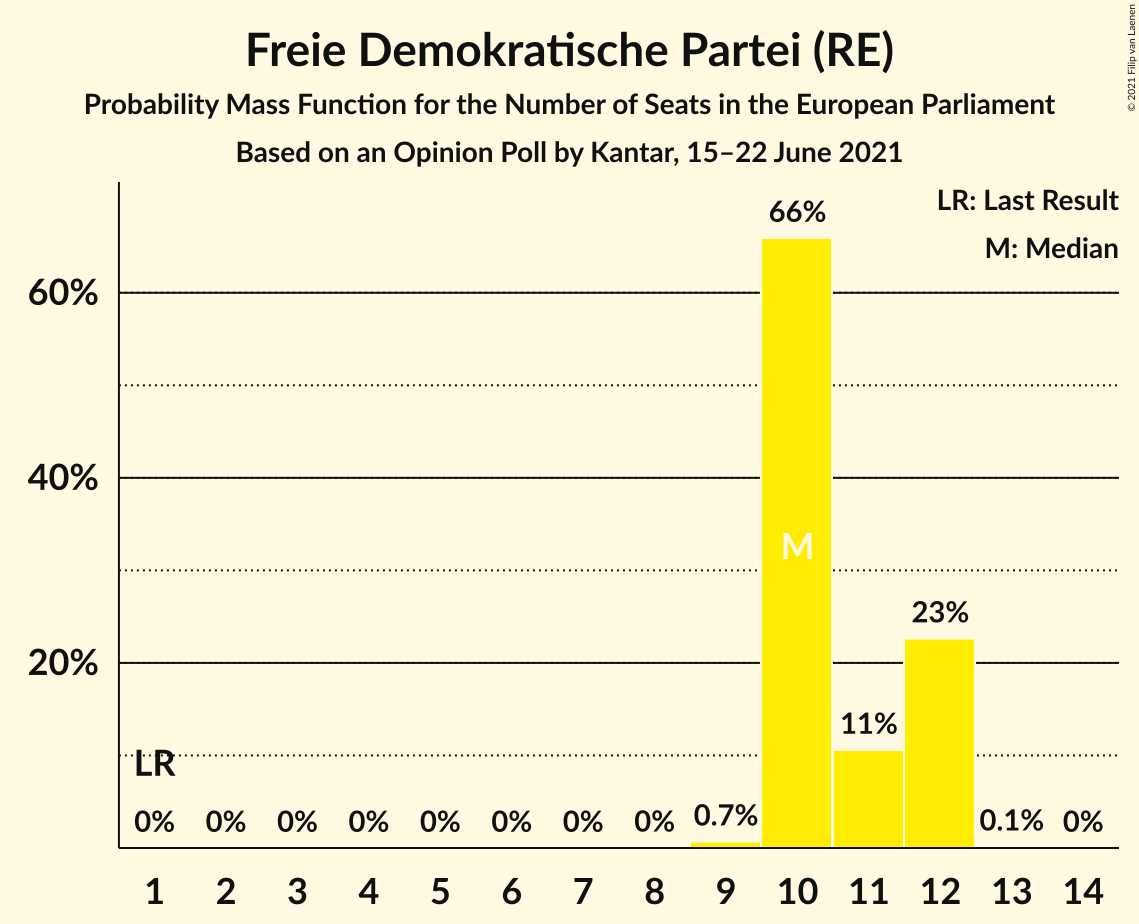 Freie Demokratische Partei (RE)
Probability Mass Function for the Number of Seats in the European Parliament
Based on an Opinion Poll by Kantar, 15–22 June 2021
© 2021 Filip van Laenen
LR: Last Result
M: Median
60%
40%
20%
66%
M
23%
11%
LR
0% 0% 0% 0% 0% 0% 0% 0% 0.7% 0.1% 0%
1 2 3 4 5 6 7 8 9 10 11 12 13 14